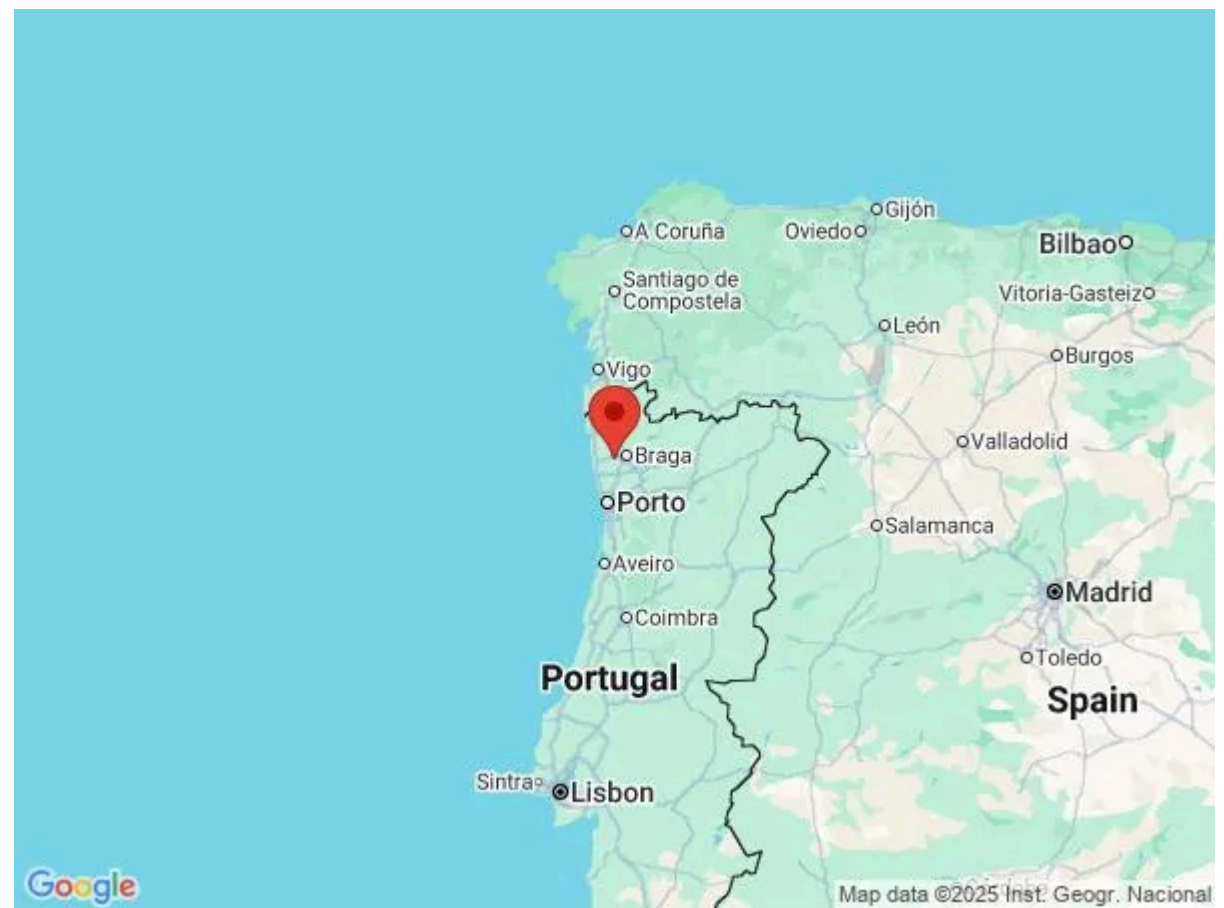 Gijón
A Coruña
Oviedo
Bilbao
Santiago de
Compostela
Vitoria-Gasteiz
León
Burgos
Vigo
Valladolid
Braga
Porto
Salamanca
Aveiro
Madrid
Coimbra
Toledo
Portugal
Spain
Sintra
Lisbon
Google
Map data ©2025 Inst. Geogr. Nacional